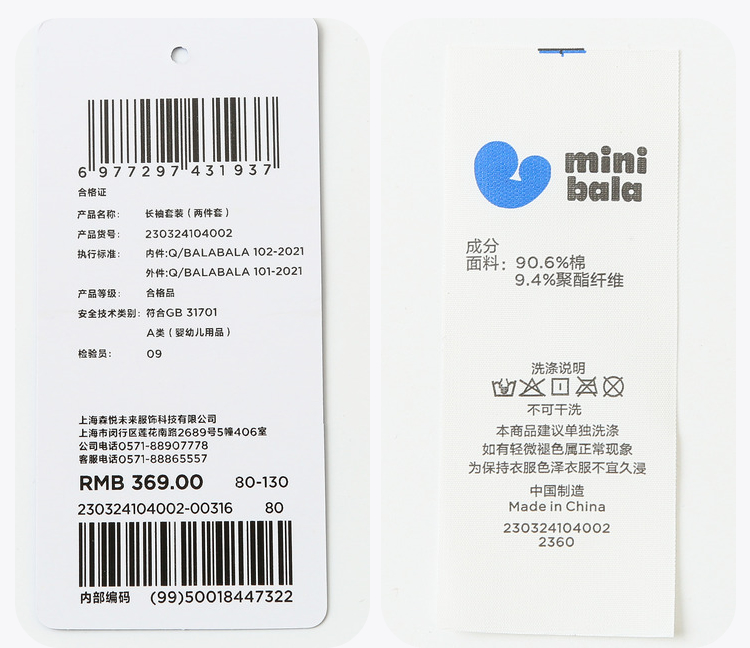 6 977297 431937
合格证
产品名称: 长袖套装（两件套）
产品货号: 230324104002
执行标准: 内件:Q/BALABALA 102-2021
外件:Q/BALABALA 101-2021
产品等级: 合格品
安全技术类别: 符合GB 31701
A类（婴幼儿用品）
检验员: 09
上海森悦未来服饰科技有限公司
上海市闵行区莲花南路2689号5幢406室
公司电话0571-88907778
客服电话0571-88865557
RMB 369.00 80-130
230324104002-00316 80
内部编码 (99)50018447322
mini
bala
成分
面料: 90.6%棉
9.4%聚酯纤维
洗涤说明
不可干洗
本商品建议单独洗涤
如有轻微褪色属正常现象
为保持衣服色泽衣服不宜久浸
中国制造
Made in China
230324104002
2360